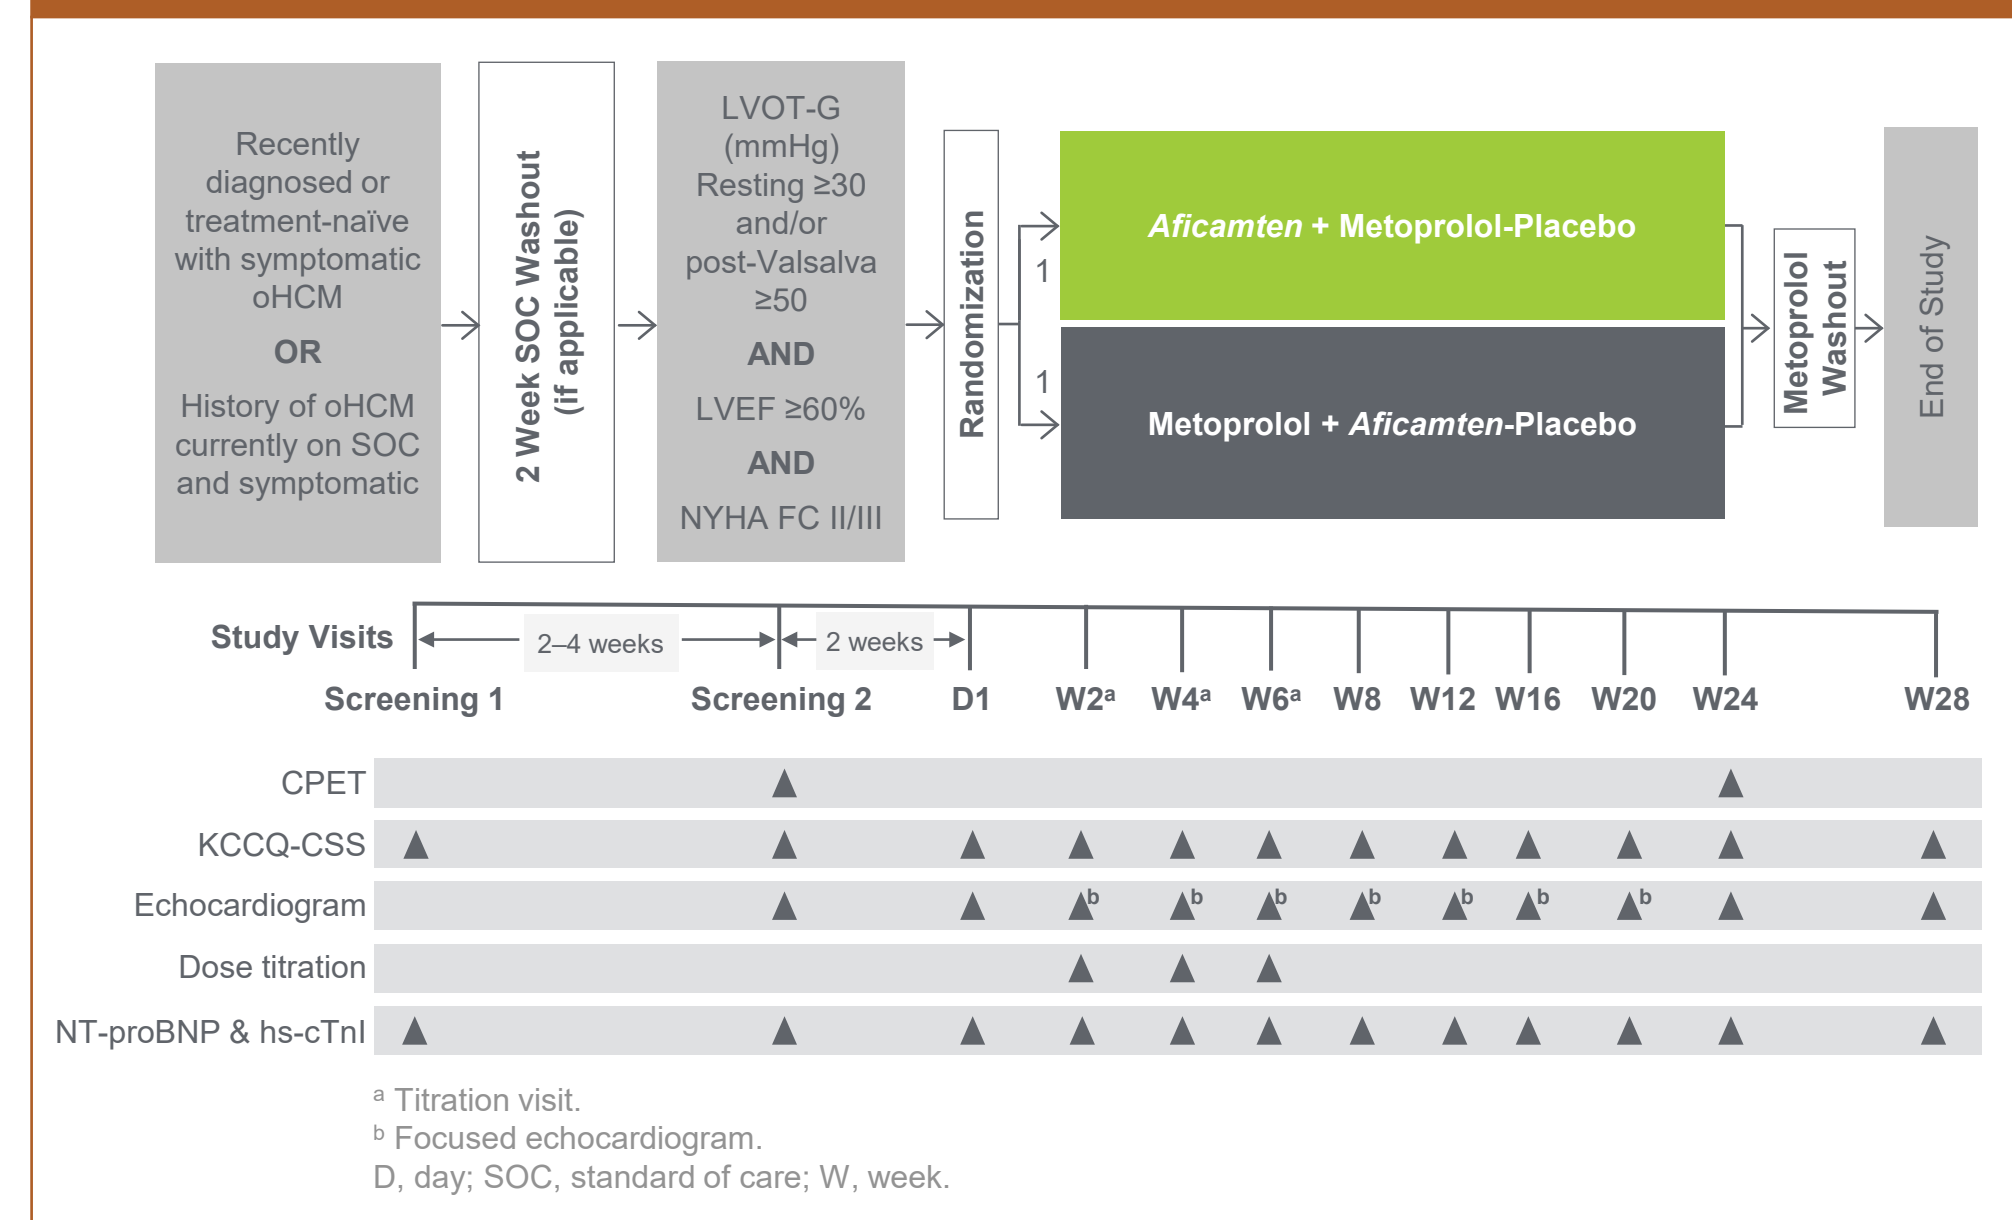 Recently
diagnosed or
treatment-naïve
with symptomatic
oHCM
OR
History of oHCM
currently on SOC
and symptomatic
2 Week SOC Washout
(if applicable)
LVOT-G
(mmHg)
Resting ≥30
and/or
post-Valsalva
≥50
AND
LVEF ≥60%
AND
NYHA FC II/III
Randomization
1
1
Aficamten + Metoprolol-Placebo
Metoprolol + Aficamten-Placebo
Metoprolol
Washout
End of Study
Study Visits
2–4 weeks
2 weeks
Screening 1 Screening 2 D1 W2ᵃ W4ᵃ W6ᵃ W8 W12 W16 W20 W24 W28
CPET
KCCQ-CSS
Echocardiogram b b b b b b b
Dose titration
NT-proBNP & hs-cTnI
ᵃ Titration visit.
ᵇ Focused echocardiogram.
D, day; SOC, standard of care; W, week.